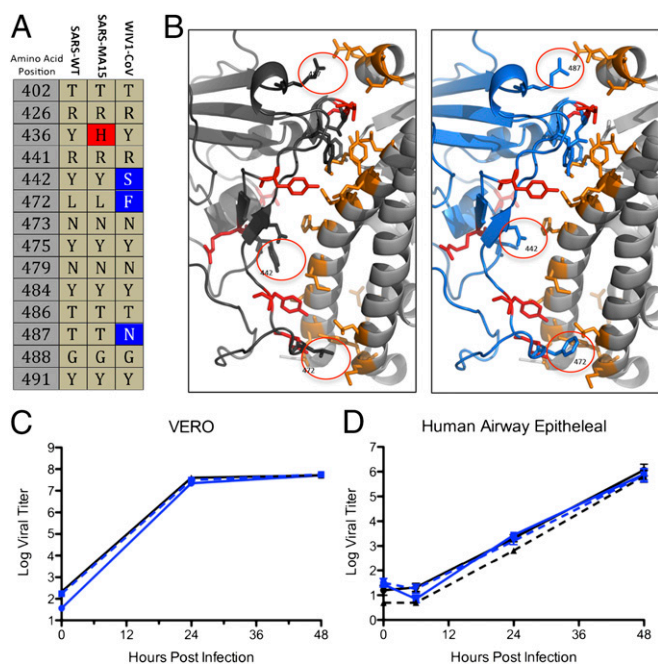 A
Amino Acid Position
SARS-WT
SARS-MA15
WIV1-CoV
402 T T T
426 R R R
436 Y H Y
441 R R R
442 Y Y S
472 L L F
473 N N N
475 Y Y Y
479 N N N
484 Y Y Y
486 T T T
487 T T N
488 G G G
491 Y Y Y
B
442
472
487
442
472
C
VERO
Log Viral Titer
9
8
7
6
5
4
3
2
1
0 12 24 36 48
Hours Post Infection
D
Human Airway Epitheleal
Log Viral Titer
7
6
5
4
3
2
1
0
0 12 24 36 48
Hours Post Infection